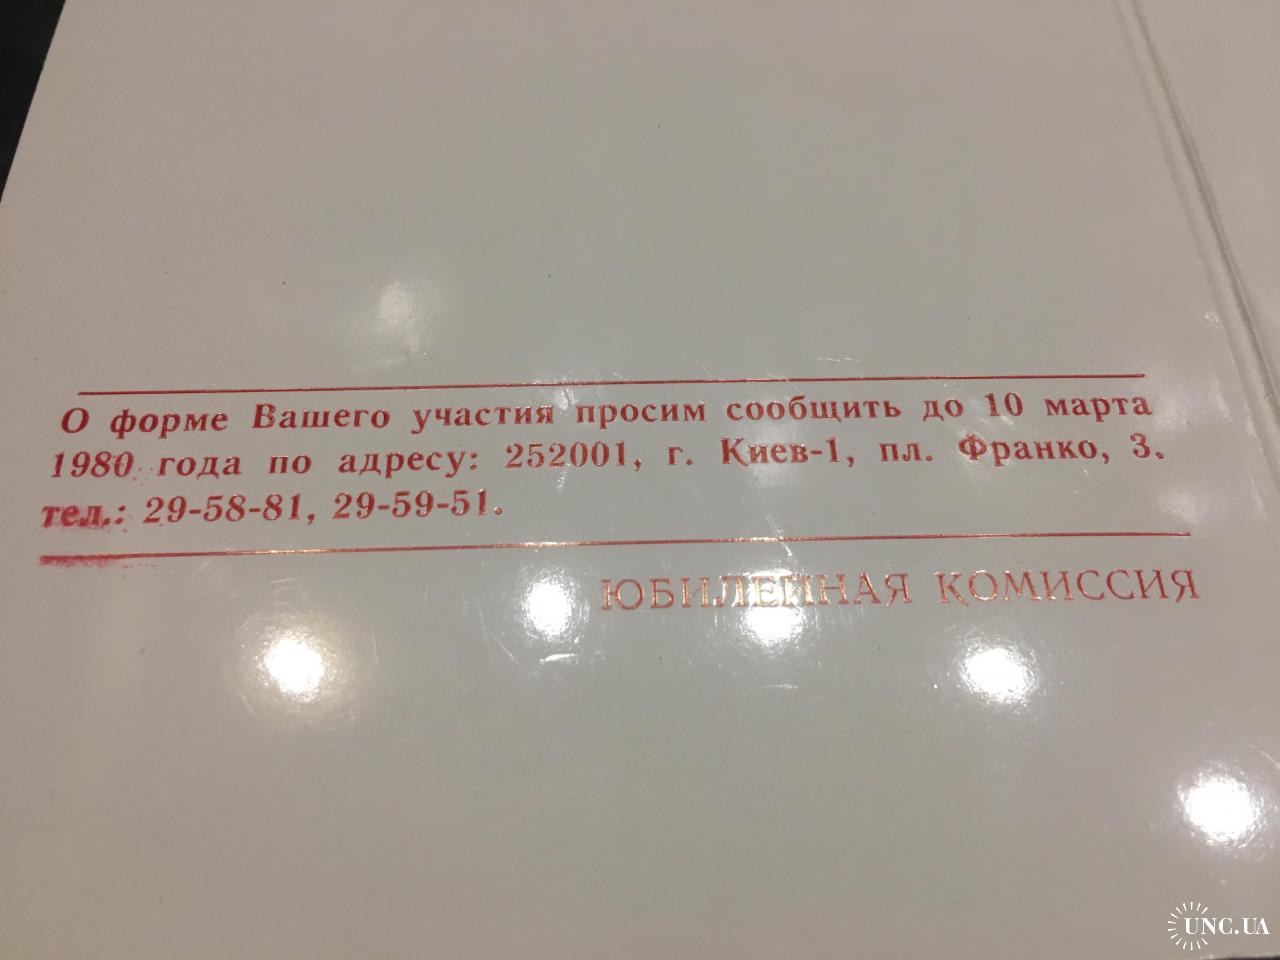 О форме Вашего участия просим сообщить до 10 марта
1980 года по адресу: 252001, г. Киев-1, пл. Франко, 3.
тел.: 29-58-81, 29-59-51.
ЮБИЛЕЙНАЯ КОМИССИЯ
UNC.UA